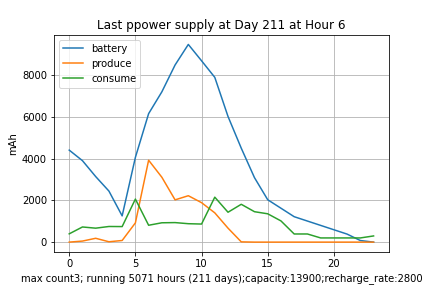 Last ppower supply at Day 211 at Hour 6
battery
produce
consume
mAh
8000
6000
4000
2000
0
0 5 10 15 20
max count3; running 5071 hours (211 days);capacity:13900;recharge_rate:2800